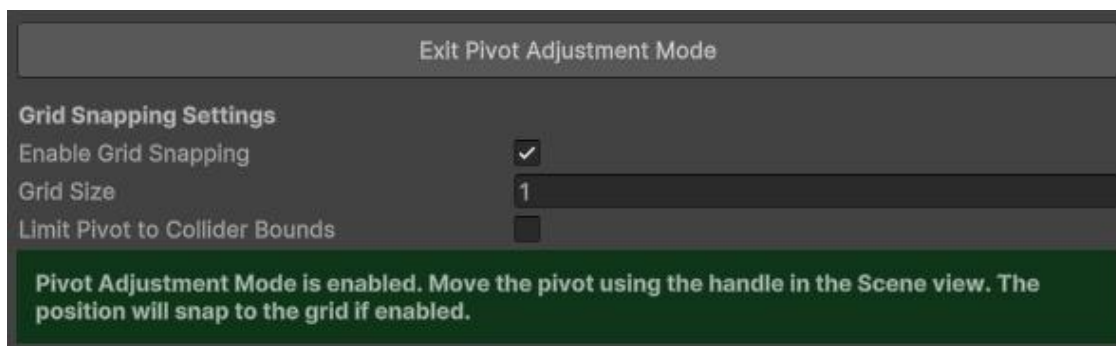 Exit Pivot Adjustment Mode
Grid Snapping Settings
Enable Grid Snapping
Grid Size
1
Limit Pivot to Collider Bounds
Pivot Adjustment Mode is enabled. Move the pivot using the handle in the Scene view. The
position will snap to the grid if enabled.